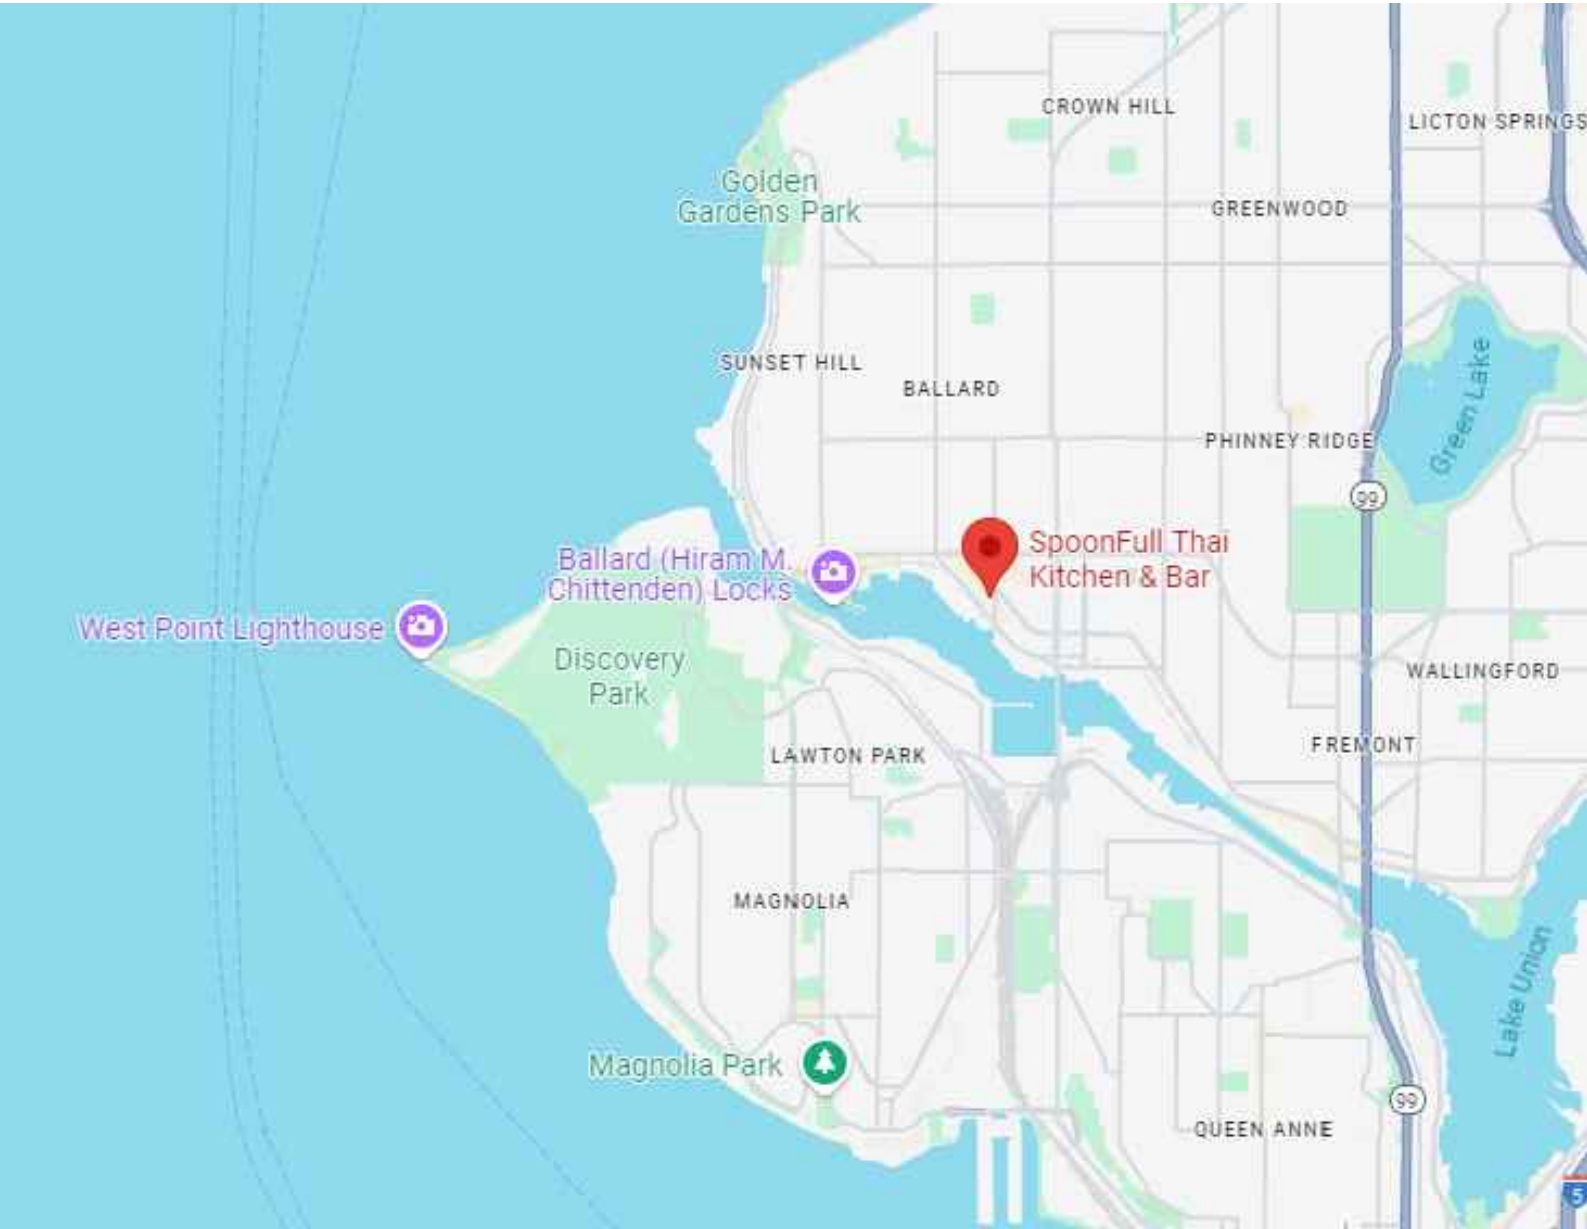 CROWN HILL
LICTON SPRINGS
Golden
Gardens Park
GREENWOOD
SUNSET HILL
BALLARD
Green Lake
PHINNEY RIDGE
99
SpoonFull Thai
Kitchen & Bar
Ballard (Hiram M.
Chittenden) Locks
West Point Lighthouse
Discovery
Park
WALLINGFORD
LAWTON PARK
FREMONT
MAGNOLIA
Lake Union
Magnolia Park
99
QUEEN ANNE
5